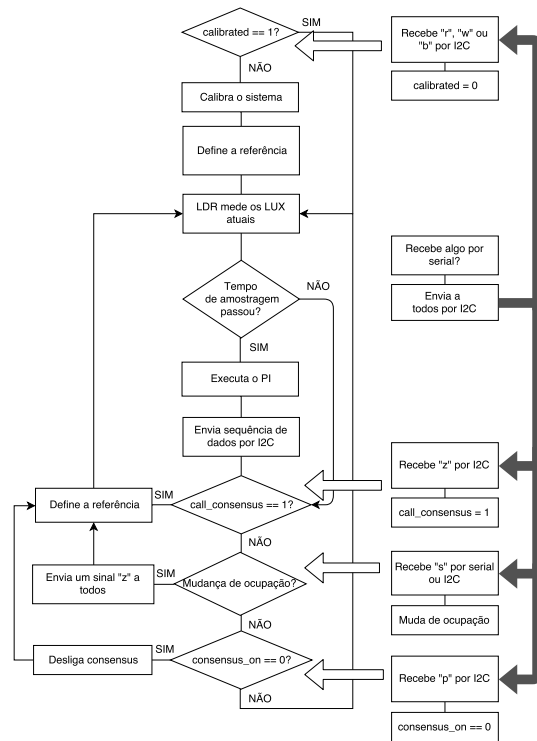 calibrated == 1?
SIM
NÃO
Calibra o sistema
Define a referência
LDR mede os LUX
atuais
Tempo
de amostragem
passou?
NÃO
SIM
Executa o PI
Envia sequência de
dados por I2C
call_consensus == 1?
SIM
Define a referência
NÃO
Mudança de ocupação?
SIM
Envia um sinal "z" a
todos
NÃO
consensus_on == 0?
SIM
Desliga consensus
NÃO
Recebe "r", "w" ou
"b" por I2C
calibrated = 0
Recebe algo por
serial?
Envia a
todos por I2C
Recebe "z" por I2C
call_consensus = 1
Recebe "s" por serial
ou I2C
Muda de ocupação
Recebe "p" por I2C
consensus_on == 0